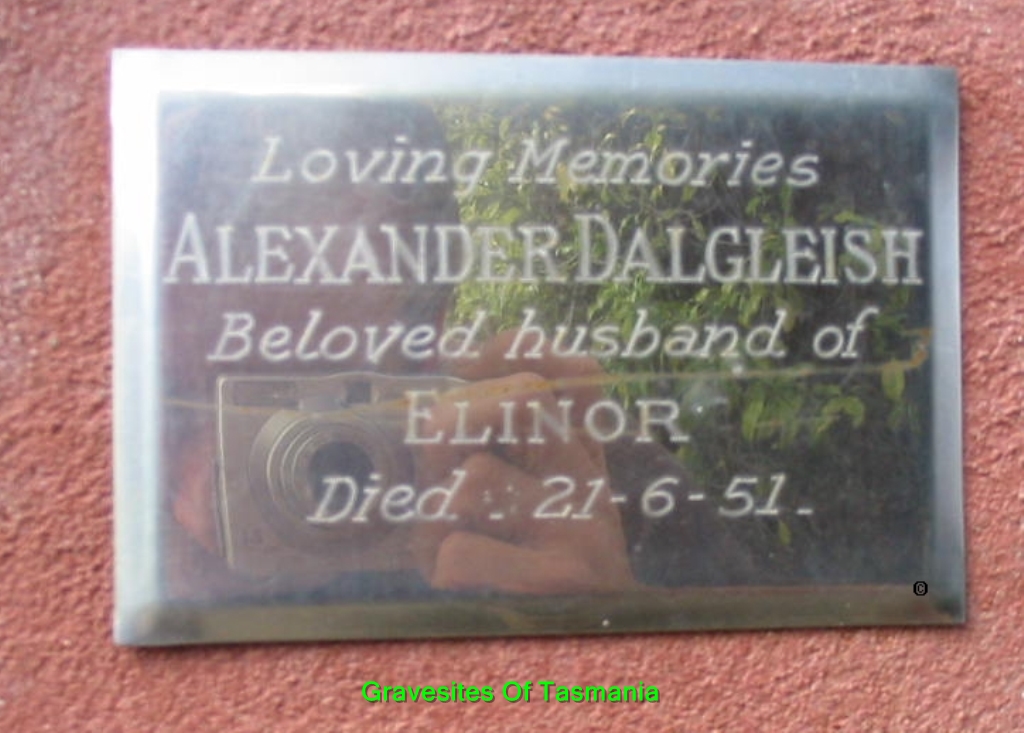 Loving Memories
ALEXANDER DALGLEISH
Beloved husband of
ELINOR
Died : 21-6-51.
©
Gravesites Of Tasmania